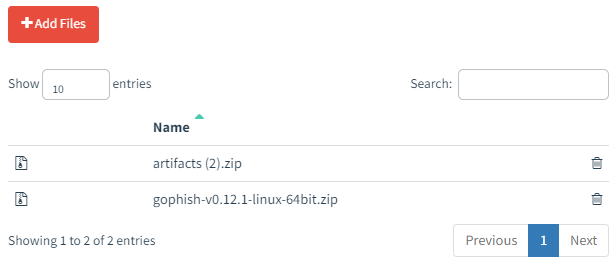 Add Files
Show 10 entries Search:
Name
artifacts (2).zip
gophish-v0.12.1-linux-64bit.zip
Showing 1 to 2 of 2 entries Previous 1 Next